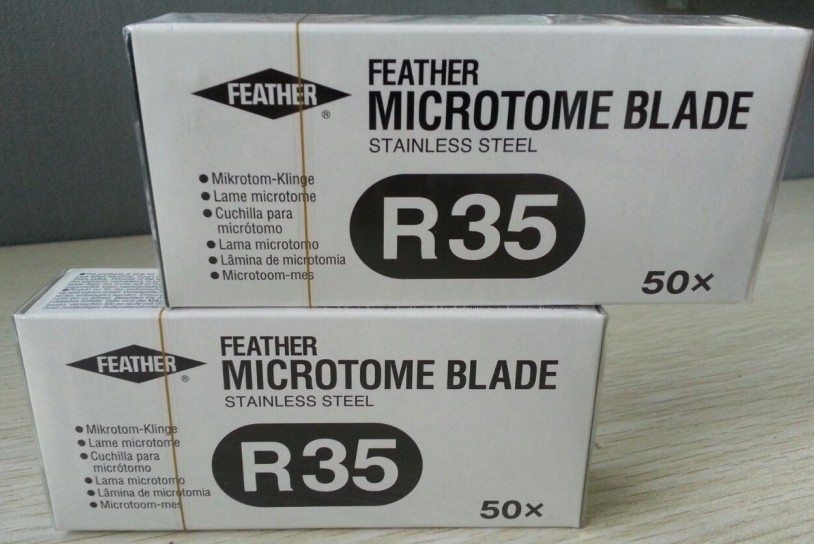 FEATHER
®
FEATHER
MICROTOME BLADE
STAINLESS STEEL
Mikrotom-Klinge
Lame microtome
Cuchilla para
micrótomo
Lama microtomo
Lâmina de microtomia
Microtoom-mes
R35
50×
FEATHER
®
FEATHER
MICROTOME BLADE
STAINLESS STEEL
Mikrotom-Klinge
Lame microtome
Cuchilla para
micrótomo
Lama microtomo
Lâmina de microtomia
Microtoom-mes
R35
50×